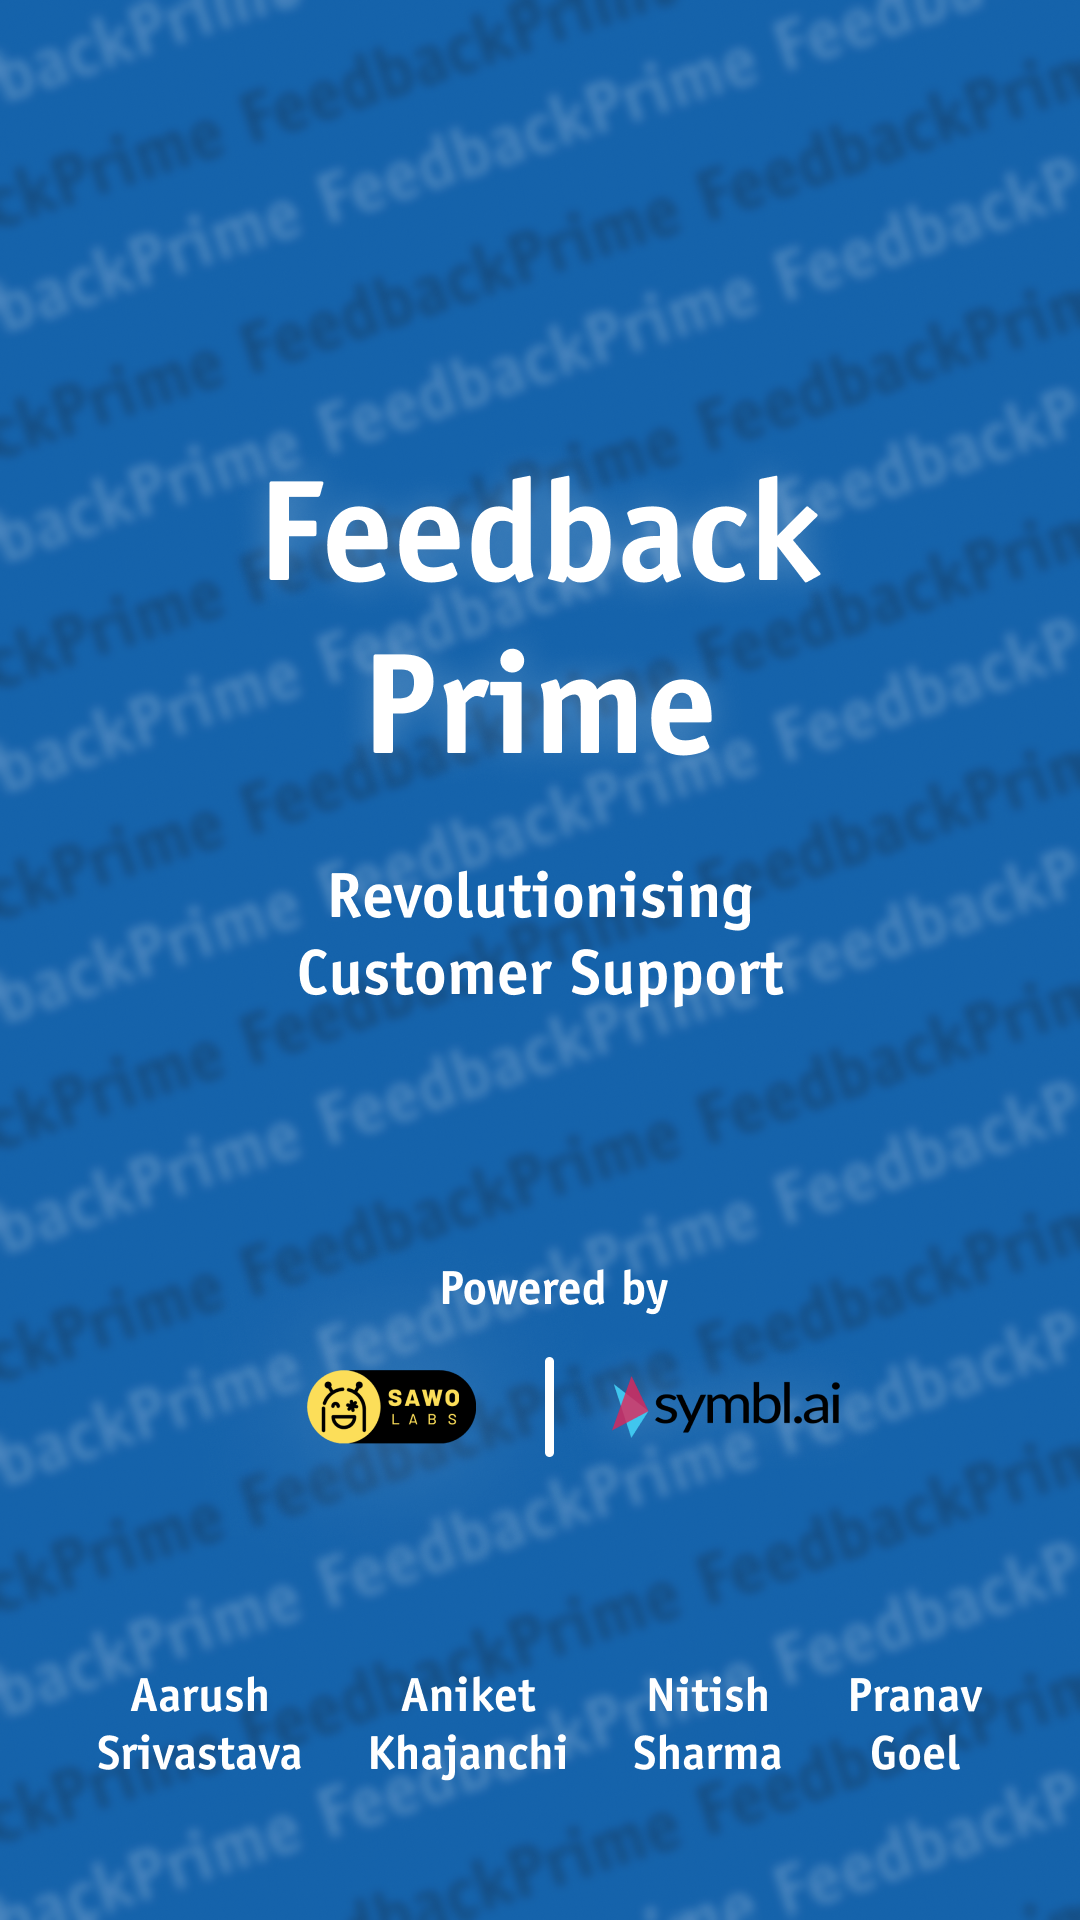 Feedback
Prime
Revolutionising
Customer Support
Powered by
SAWO
LABS
symbl.ai
Aarush
Srivastava
Aniket
Khajanchi
Nitish
Sharma
Pranav
Goel
FeedbackPrime